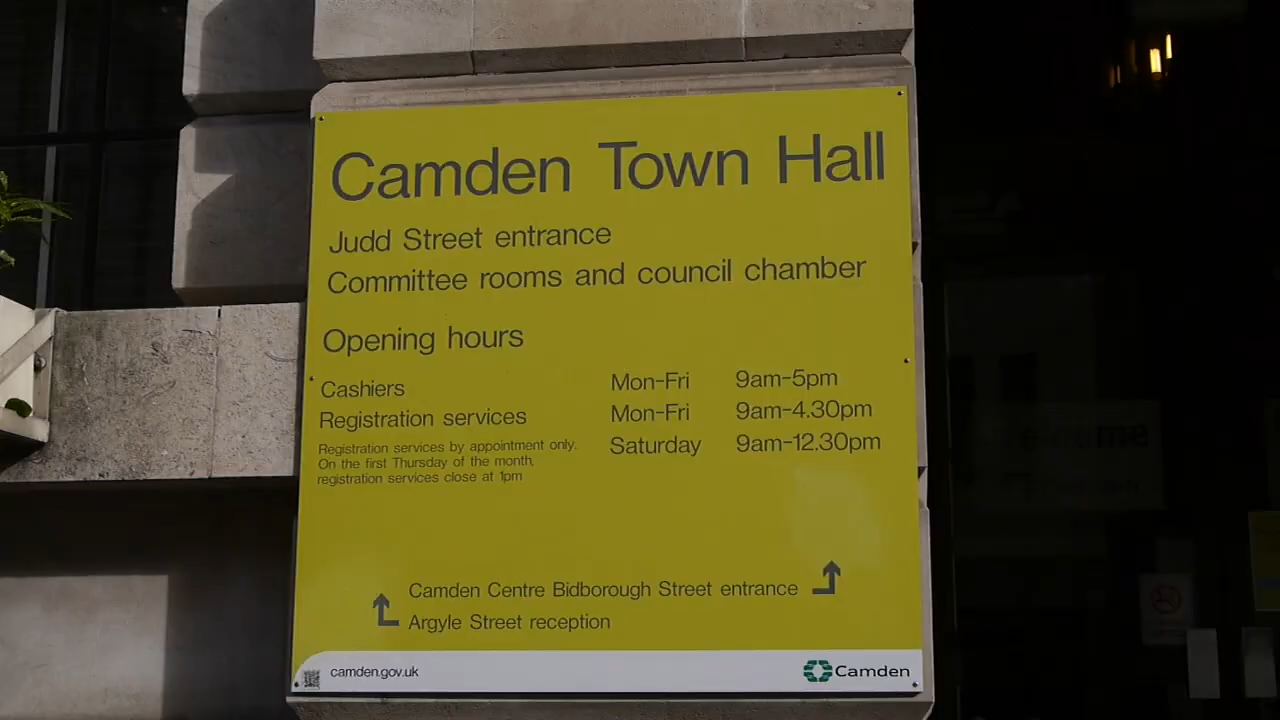 Camden Town Hall
Judd Street entrance
Committee rooms and council chamber
Opening hours
Cashiers Mon-Fri 9am-5pm
Registration services Mon-Fri 9am-4.30pm
Saturday 9am-12.30pm
Registration services by appointment only.
On the first Thursday of the month,
registration services close at 1pm
Camden Centre Bidborough Street entrance
Argyle Street reception
camden.gov.uk
Camden